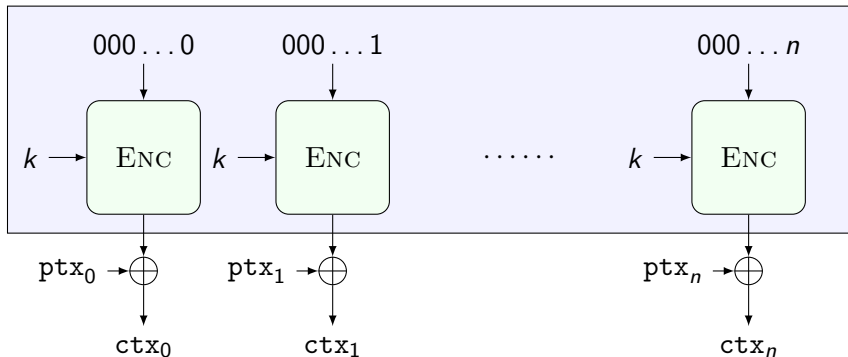 000...0 000...1 000...n
k ENC k ENC ...... k ENC
ptx₀ ptx₁ ptxₙ
ctx₀ ctx₁ ctxₙ